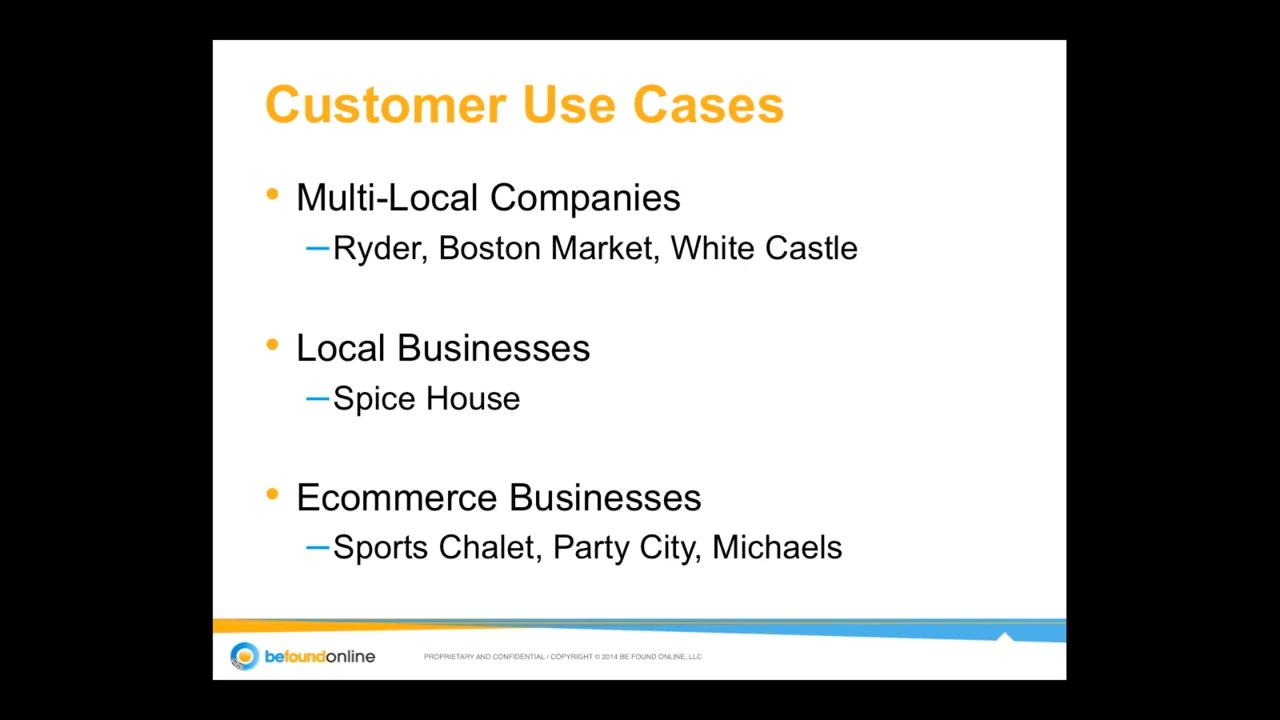 Customer Use Cases
• Multi-Local Companies
–Ryder, Boston Market, White Castle
• Local Businesses
–Spice House
• Ecommerce Businesses
–Sports Chalet, Party City, Michaels
befoundonline
PROPRIETARY AND CONFIDENTIAL / COPYRIGHT © 2014 BE FOUND ONLINE, LLC